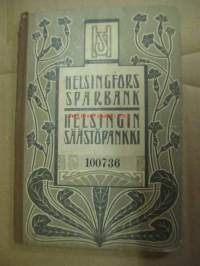 HELSINGFORS
SPARBANK
HELSINGIN
SÄÄSTÖPANKKI
100736